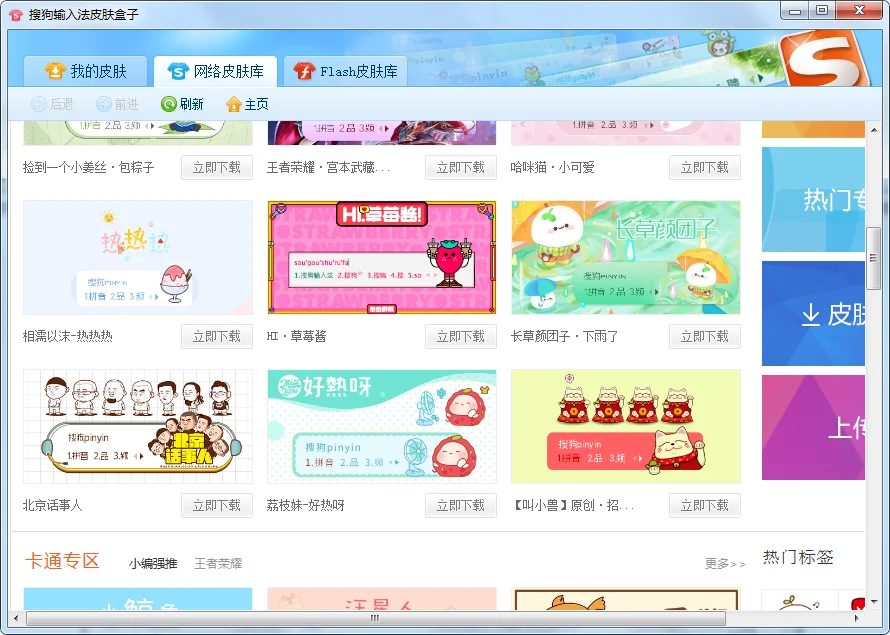 搜狗输入法皮肤盒子
我的皮肤 网络皮肤库 Flash皮肤库
后退 前进 刷新 主页
1拼音 2.品 3.频
1拼音 2.品 3.频
1拼音 2.品 3.频
捡到一个小姜丝·包粽子 立即下载
王者荣耀·宫本武藏... 立即下载
哈咪猫·小可爱 立即下载
热门专
热热热
搜狗PINYIN
1拼音 2.品 3.频
HI,草莓酱!
sou'gou'shu'ru'fa
1.搜狗输入法 2.搜狗 3.搜嗨 4.搜 5.so
长草颜团子
搜狗PINYIN
1拼音 2.品 3.频
相需以沫-热热热 立即下载
HI·草莓酱 立即下载
长草颜团子·下雨了 立即下载
皮肤
搜狗pinyin
1.拼音 2.品 3.频
北京话事人
好熱呀
搜狗pinyin
1.拼音 2.品 3.频
搜狗pinyin
1.拼音 2.品 3.频
上传
北京话事人 立即下载
荔枝妹-好热呀 立即下载
【叫小兽】原创·招... 立即下载
卡通专区 小编强推 王者荣耀 更多>>
热门标签
汪星人